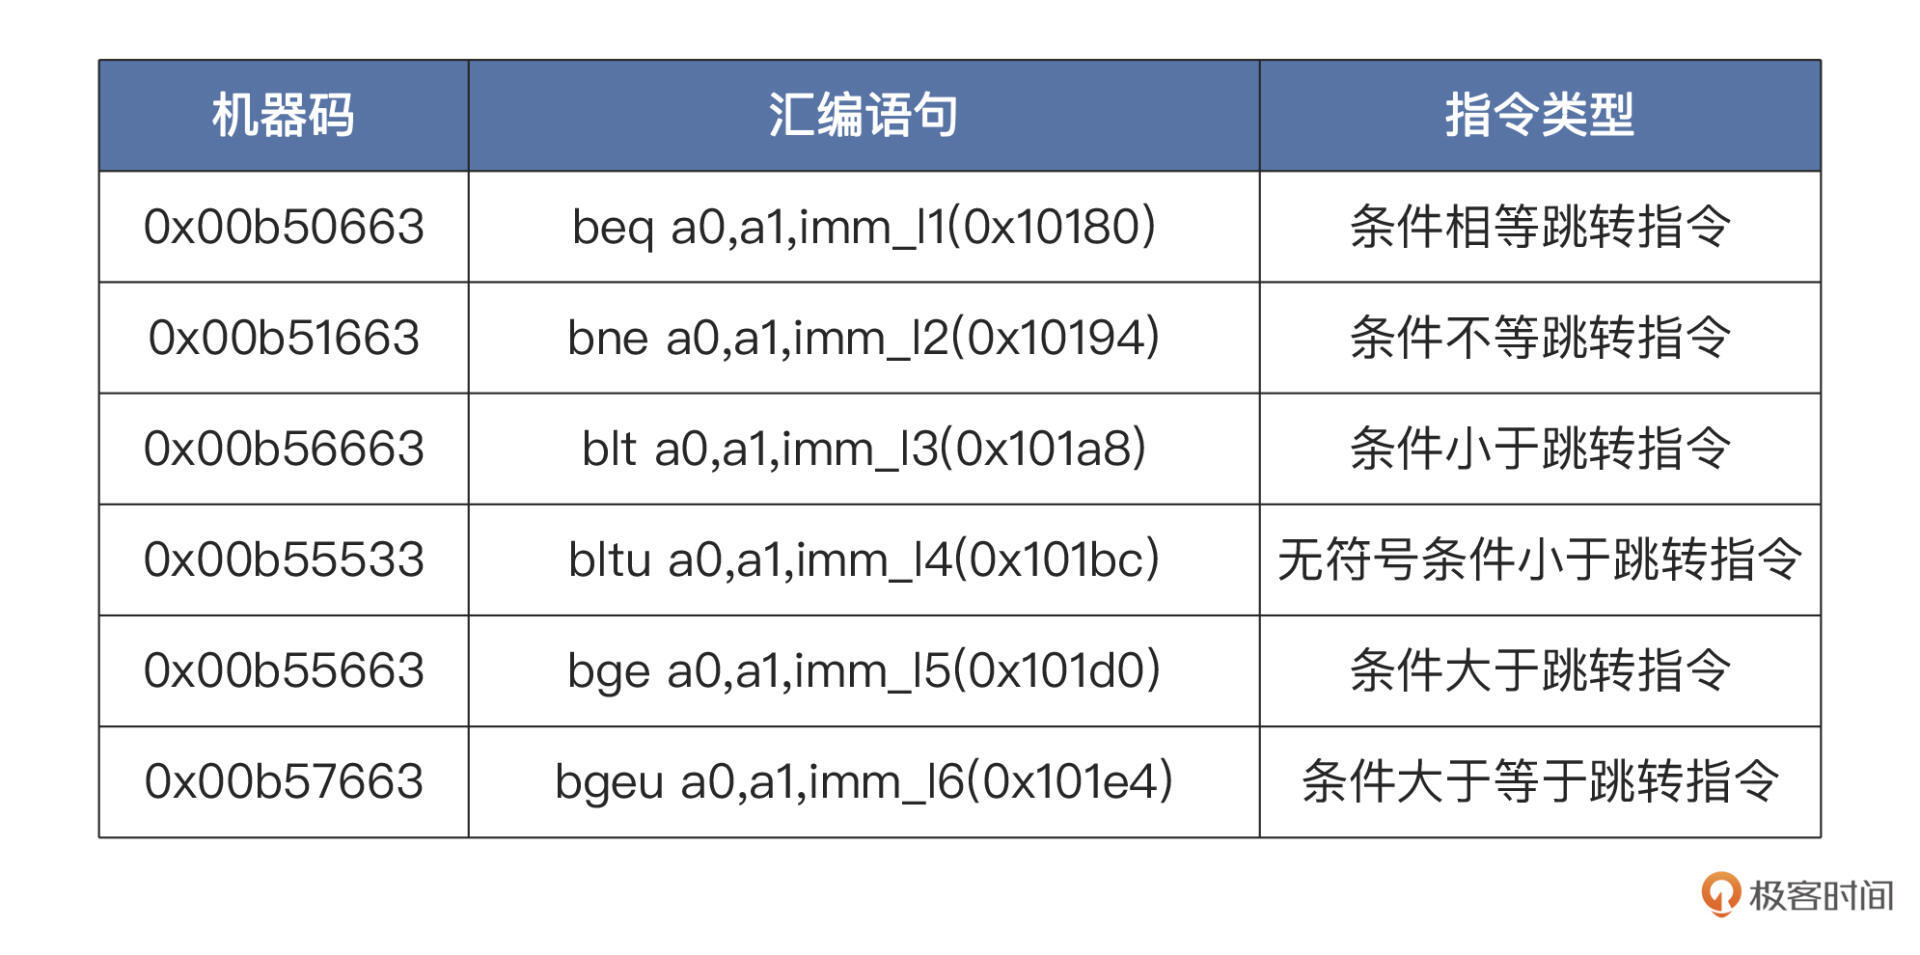 机器码 汇编语句 指令类型
0x00b50663 beq a0,a1,imm_l1(0x10180) 条件相等跳转指令
0x00b51663 bne a0,a1,imm_l2(0x10194) 条件不等跳转指令
0x00b56663 blt a0,a1,imm_l3(0x101a8) 条件小于跳转指令
0x00b55533 bltu a0,a1,imm_l4(0x101bc) 无符号条件小于跳转指令
0x00b55663 bge a0,a1,imm_l5(0x101d0) 条件大于跳转指令
0x00b57663 bgeu a0,a1,imm_l6(0x101e4) 条件大于等于跳转指令
极客时间